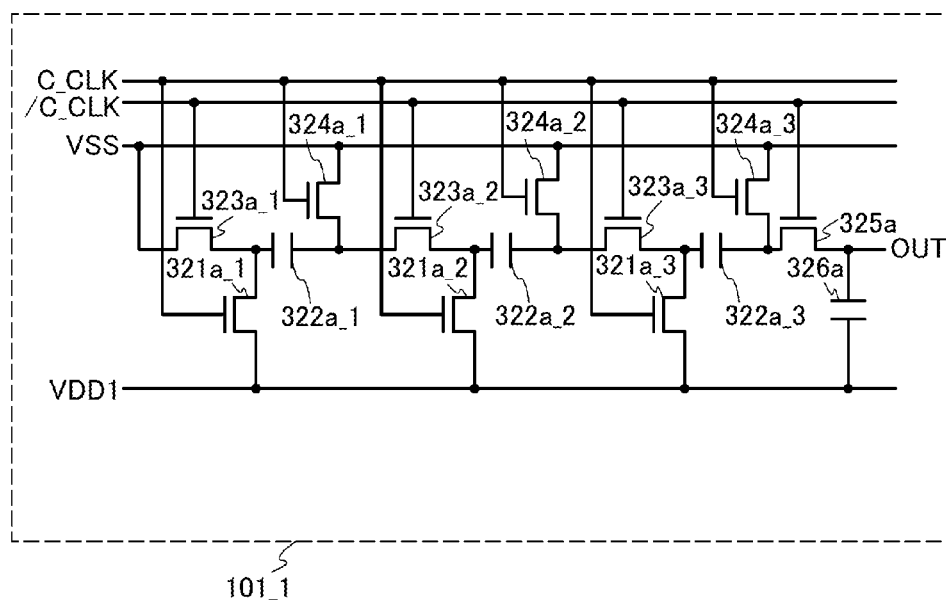 C_CLK
/C_CLK
324a_1
324a_2
324a_3
VSS
323a_1
323a_2
323a_3
325a
OUT
321a_1
321a_2
321a_3
326a
322a_1
322a_2
322a_3
VDD1
101_1